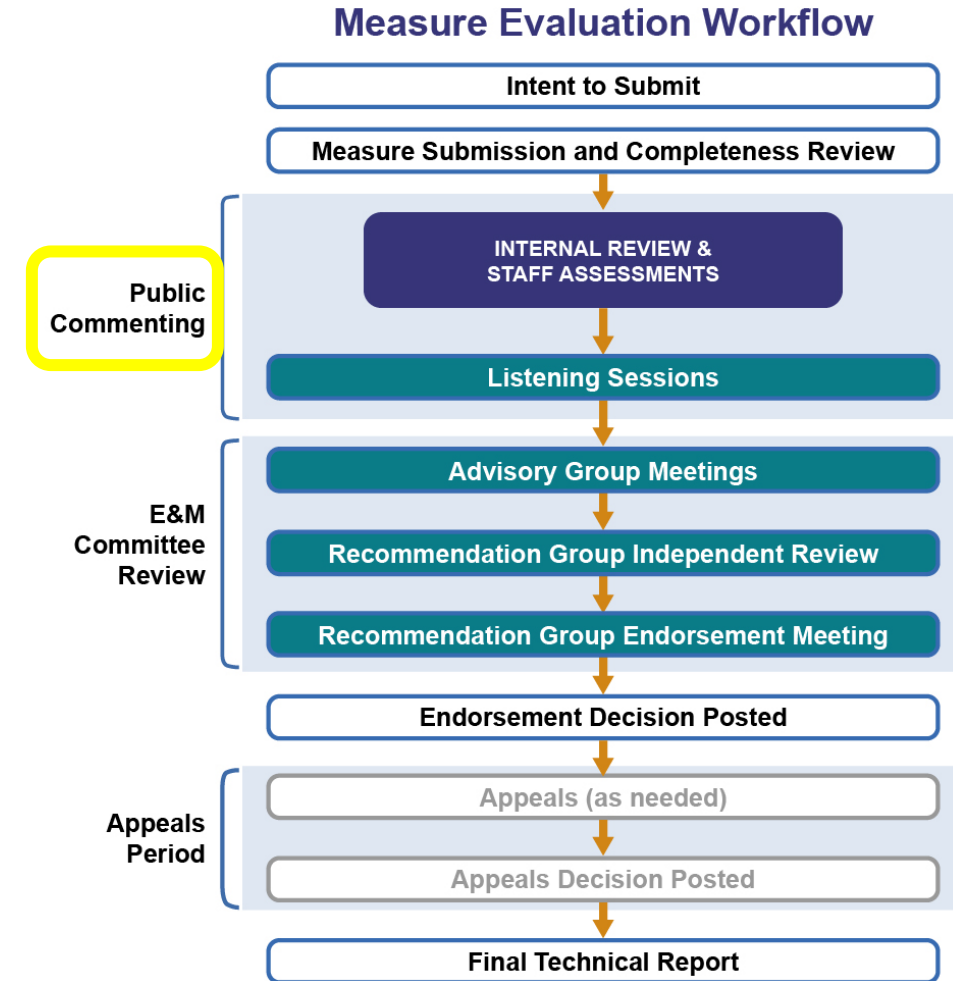 Measure Evaluation Workflow
Intent to Submit
Measure Submission and Completeness Review
Public
Commenting
INTERNAL REVIEW &
STAFF ASSESSMENTS
Listening Sessions
E&M
Committee
Review
Advisory Group Meetings
Recommendation Group Independent Review
Recommendation Group Endorsement Meeting
Endorsement Decision Posted
Appeals
Period
Appeals (as needed)
Appeals Decision Posted
Final Technical Report